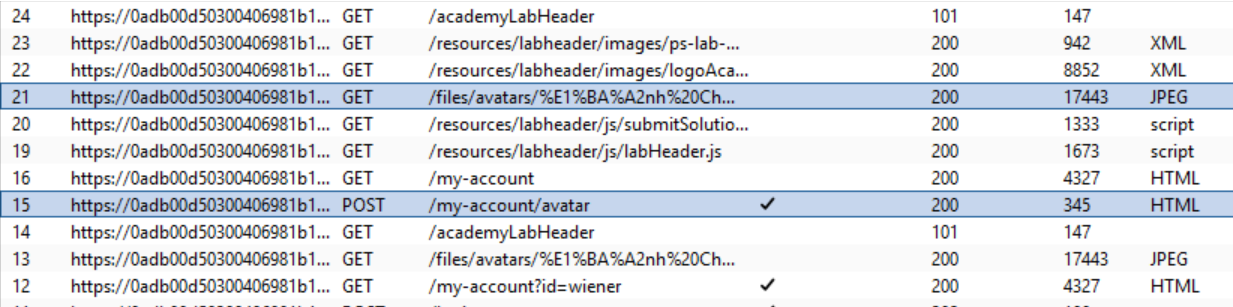 24 https://0adb00d50300406981b1... GET /academyLabHeader 101 147
23 https://0adb00d50300406981b1... GET /resources/labheader/images/ps-lab-... 200 942 XML
22 https://0adb00d50300406981b1... GET /resources/labheader/images/logoAca... 200 8852 XML
21 https://0adb00d50300406981b1... GET /files/avatars/%E1%BA%A2nh%20Ch... 200 17443 JPEG
20 https://0adb00d50300406981b1... GET /resources/labheader/js/submitSolutio... 200 1333 script
19 https://0adb00d50300406981b1... GET /resources/labheader/js/labHeader.js 200 1673 script
16 https://0adb00d50300406981b1... GET /my-account 200 4327 HTML
15 https://0adb00d50300406981b1... POST /my-account/avatar ✓ 200 345 HTML
14 https://0adb00d50300406981b1... GET /academyLabHeader 101 147
13 https://0adb00d50300406981b1... GET /files/avatars/%E1%BA%A2nh%20Ch... 200 17443 JPEG
12 https://0adb00d50300406981b1... GET /my-account?id=wiener ✓ 200 4327 HTML